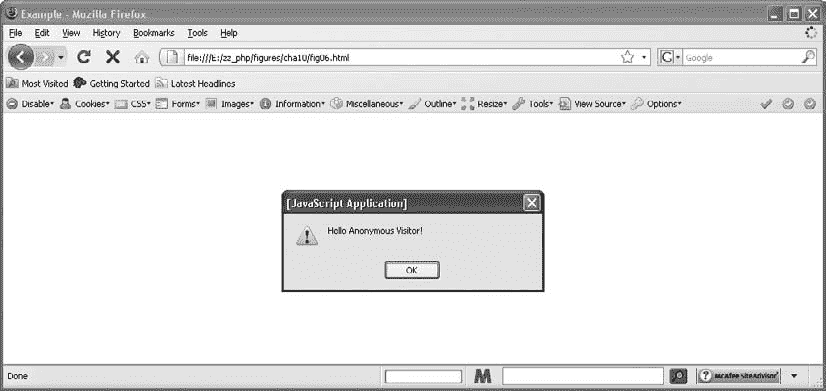 Example - Mozilla Firefox
File Edit View History Bookmarks Tools Help
file:///E:/zz_php/figures/cha10/fig06.html
Google
Most Visited Getting Started Latest Headlines
Disable Cookies CSS Forms Images Information Miscellaneous Outline Resize Tools View Source Options
[JavaScript Application]
Hello Anonymous Visitor!
OK
Done
McAfee SiteAdvisor